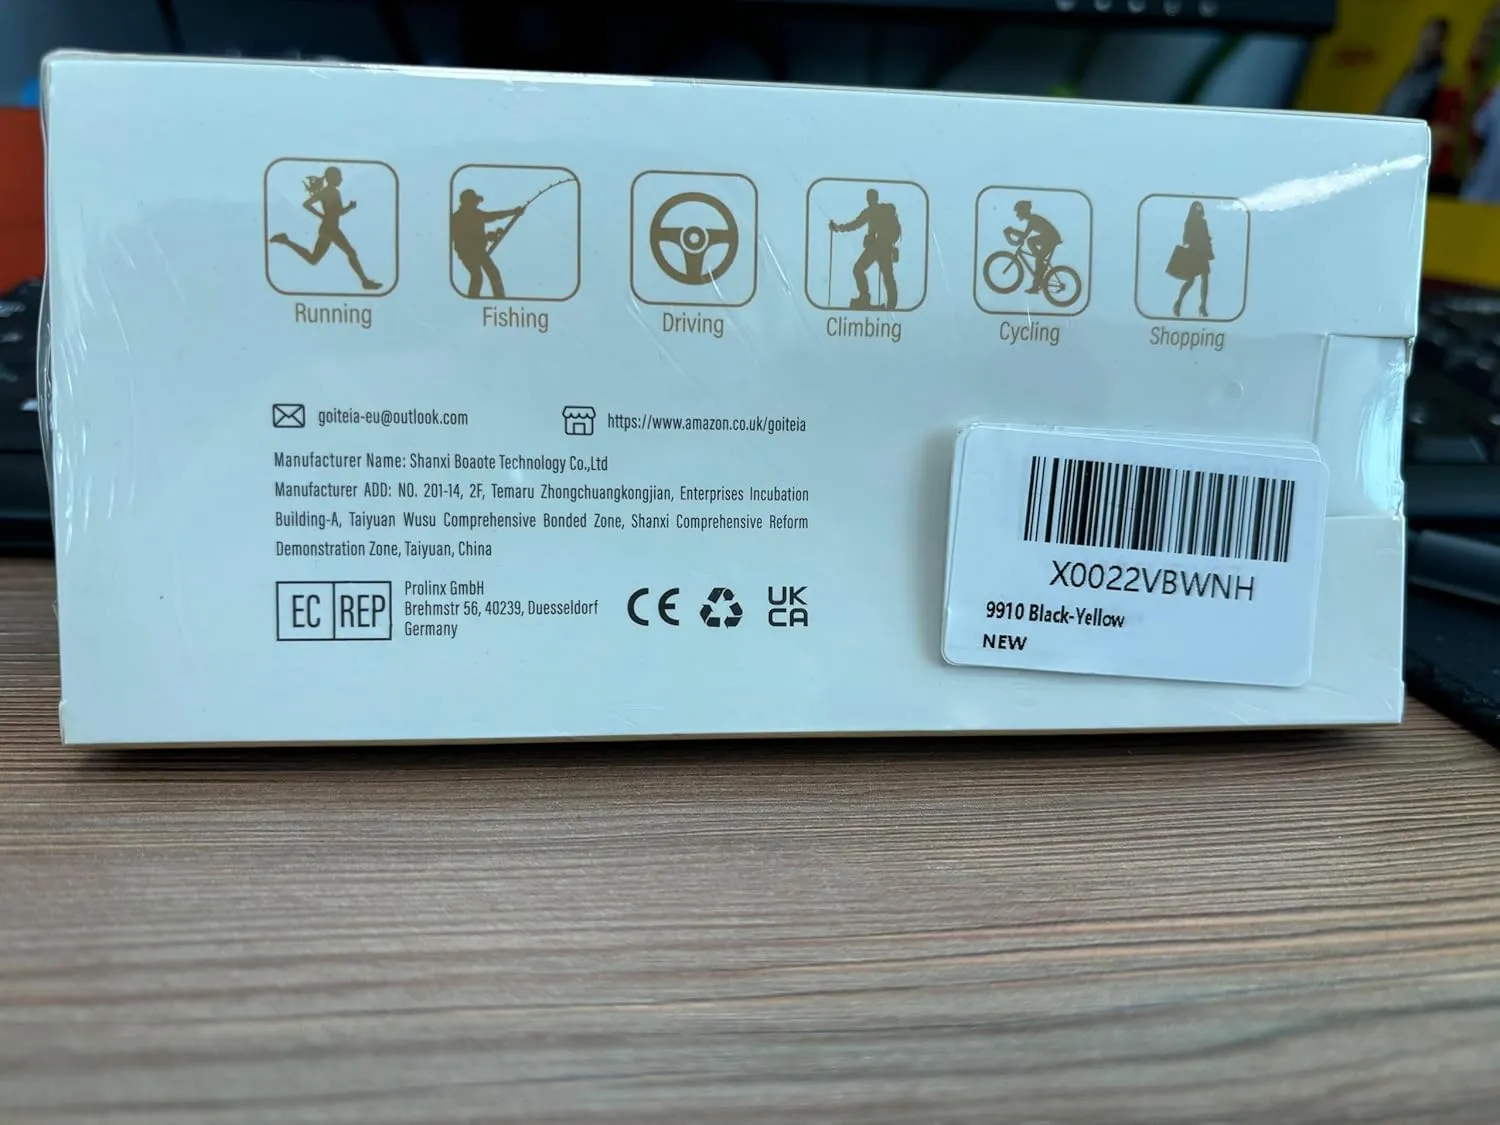 Running
Fishing
Driving
Climbing
Cycling
Shopping
goiteia-eu@outlook.com
https://www.amazon.co.uk/goiteia
Manufacturer Name: Shanxi Boaote Technology Co.,Ltd
Manufacturer ADD: NO. 201-14, 2F, Temaru Zhongchuangkongjian, Enterprises Incubation
Building-A, Taiyuan Wusu Comprehensive Bonded Zone, Shanxi Comprehensive Reform
Demonstration Zone, Taiyuan, China
EC REP
Prolinx GmbH
Brehmstr 56, 40239, Duesseldorf
Germany
CE
UK
CA
X0022VBWNH
9910 Black-Yellow
NEW